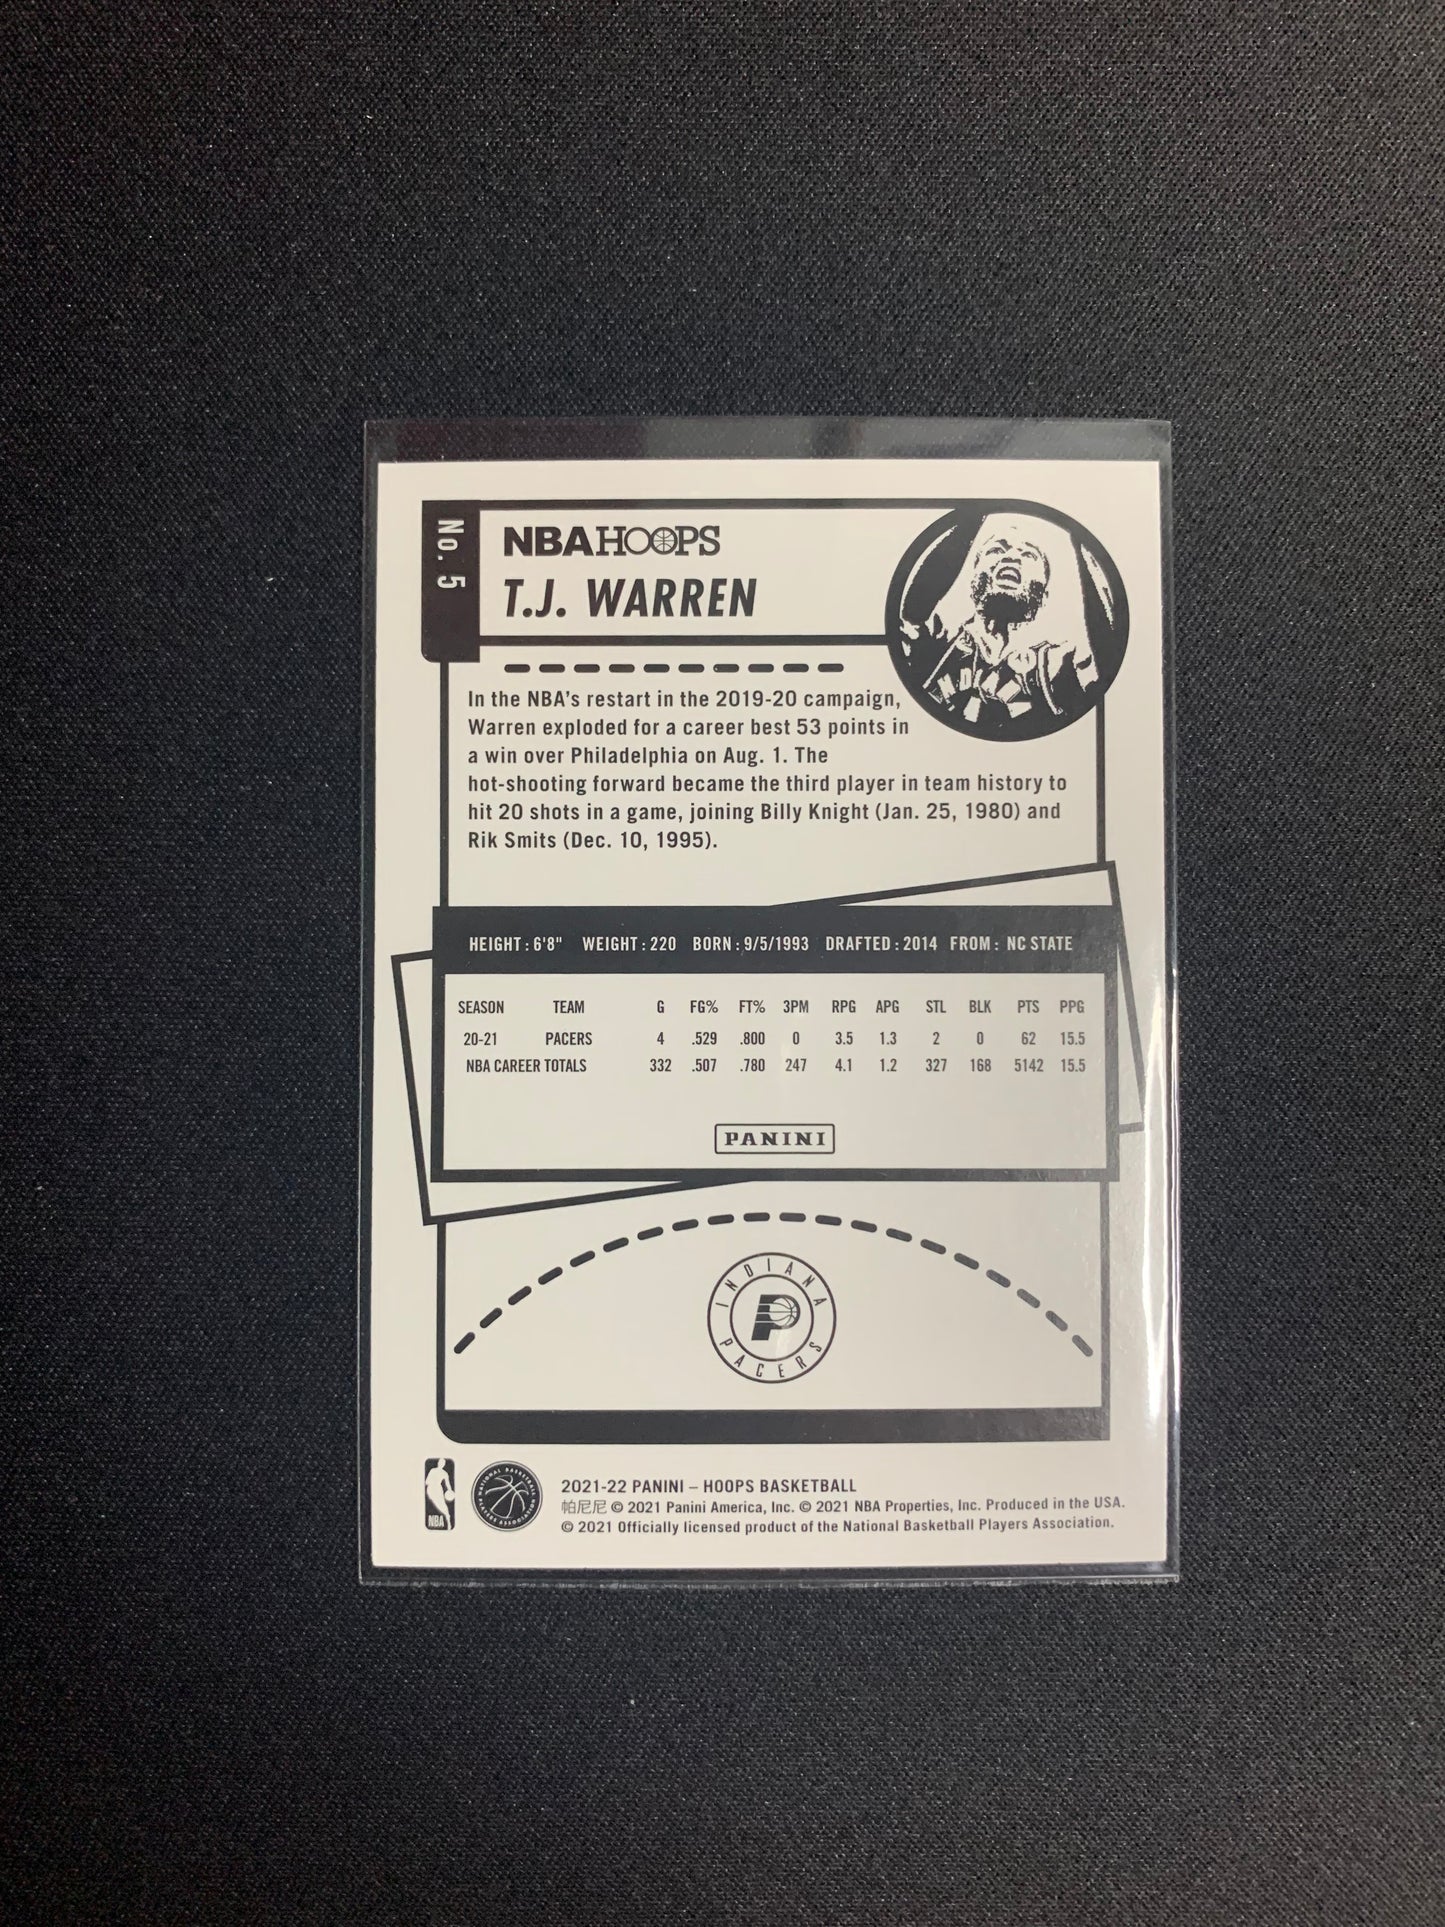 No. 5
NBA HOOPS
T.J. WARREN
In the NBA's restart in the 2019-20 campaign,
Warren exploded for a career best 53 points in
a win over Philadelphia on Aug. 1. The
hot-shooting forward became the third player in team history to
hit 20 shots in a game, joining Billy Knight (Jan. 25, 1980) and
Rik Smits (Dec. 10, 1995).
HEIGHT : 6'8" WEIGHT : 220 BORN : 9/5/1993 DRAFTED : 2014 FROM : NC STATE
SEASON TEAM G FG% FT% 3PM RPG APG STL BLK PTS PPG
20-21 PACERS 4 .529 .800 0 3.5 1.3 2 0 62 15.5
NBA CAREER TOTALS 332 .507 .780 247 4.1 1.2 327 168 5142 15.5
PANINI
INDIANA
P
PACERS
NBA
NATIONAL BASKETBALL
PLAYERS ASSOCIATION
2021-22 PANINI – HOOPS BASKETBALL
帕尼尼 © 2021 Panini America, Inc. © 2021 NBA Properties, Inc. Produced in the USA.
© 2021 Officially licensed product of the National Basketball Players Association.